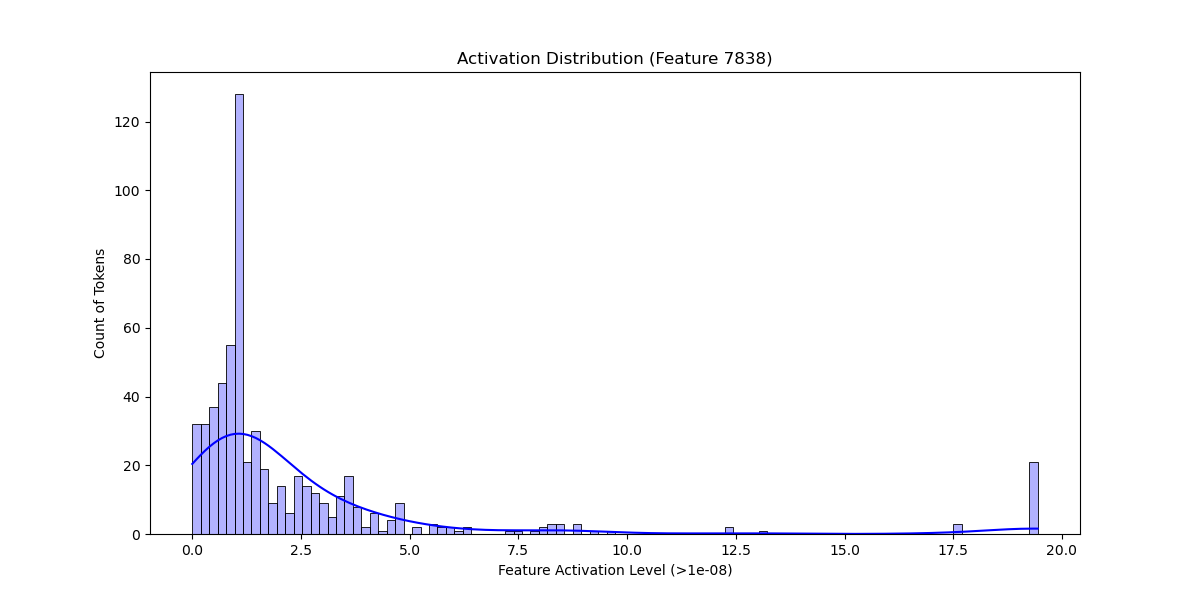 Activation Distribution (Feature 7838)
120
100
80
60
40
20
0
Count of Tokens
0.0 2.5 5.0 7.5 10.0 12.5 15.0 17.5 20.0
Feature Activation Level (>1e-08)